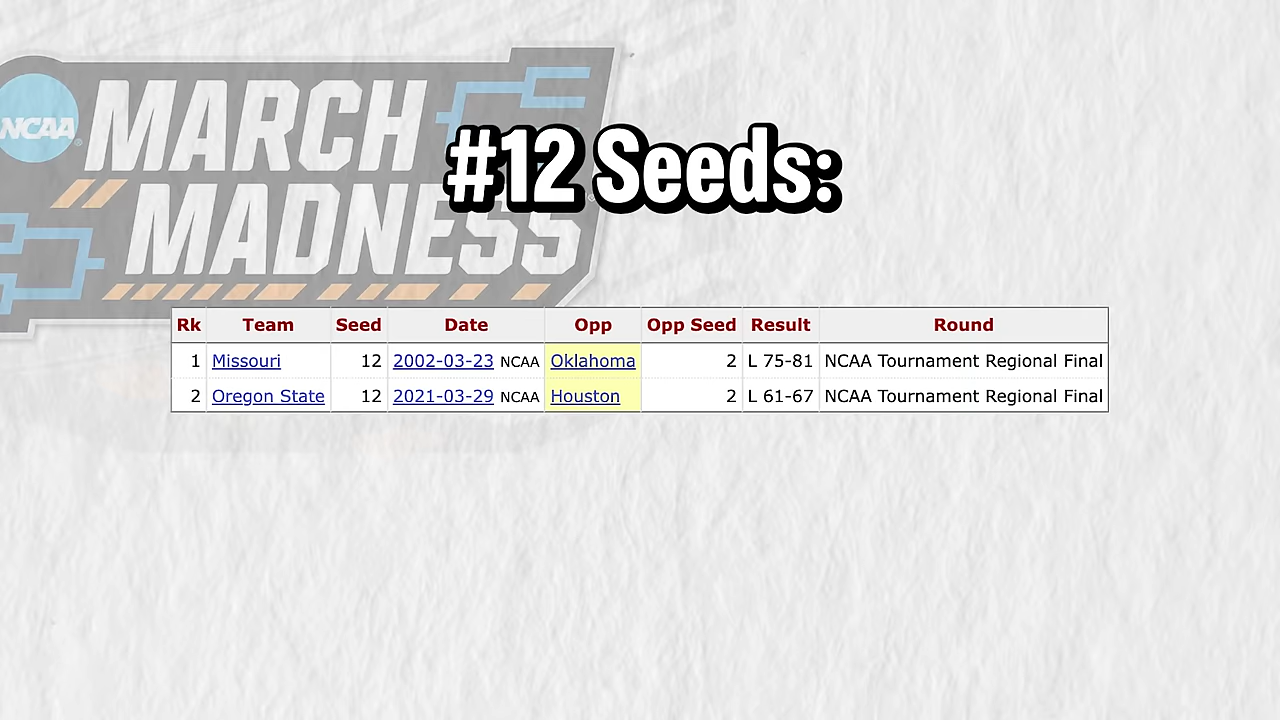 NCAA
MARCH
MADNESS
#12 Seeds:
Rk Team Seed Date Opp Opp Seed Result Round
1 Missouri 12 2002-03-23 NCAA Oklahoma 2 L 75-81 NCAA Tournament Regional Final
2 Oregon State 12 2021-03-29 NCAA Houston 2 L 61-67 NCAA Tournament Regional Final